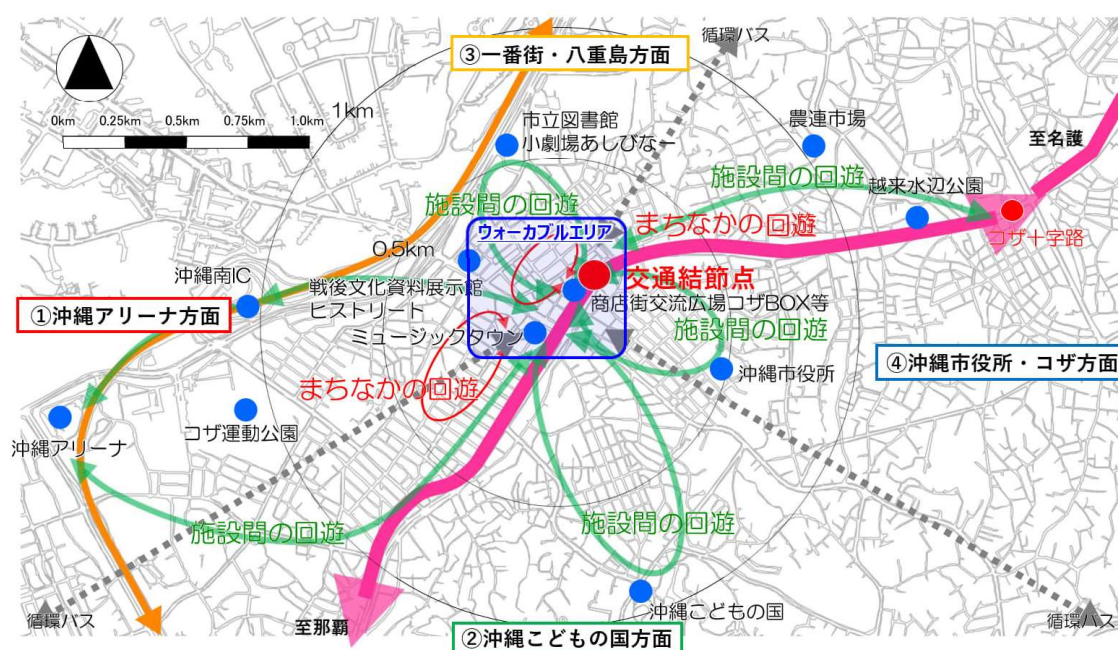 ③一番街・八重島方面
循環バス
1km
0km 0.25km 0.5km 0.75km 1.0km
市立図書館
小劇場あしびなー
農連市場
至名護
施設間の回遊
施設間の回遊
越来水辺公園
まちなかの回遊
コザ十字路
ウォーカブルエリア
0.5km
沖縄南IC
交通結節点
戦後文化資料展示館
ヒストリート
商店街交流広場コザBOX等
①沖縄アリーナ方面
ミュージックタウン
施設間の回遊
④沖縄市役所・コザ方面
まちなかの回遊
沖縄市役所
コザ運動公園
沖縄アリーナ
施設間の回遊
施設間の回遊
沖縄こどもの国
循環バス
至那覇
②沖縄こどもの国方面
循環バス